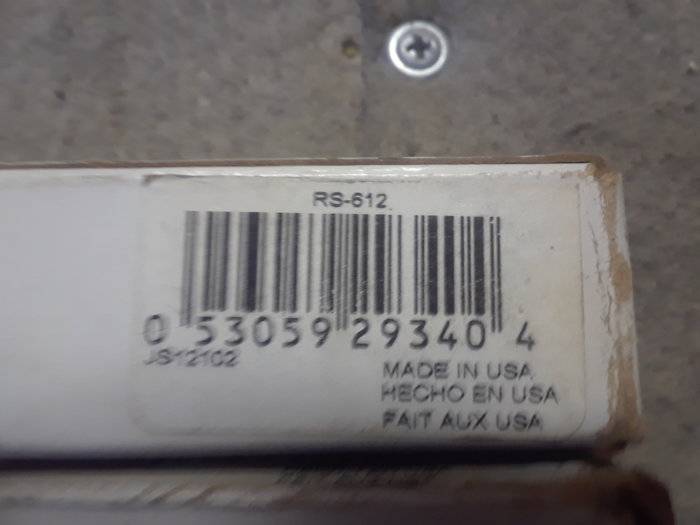 RS-612
0 53059 29340 4
JS12102
MADE IN USA
HECHO EN USA
FAIT AUX USA